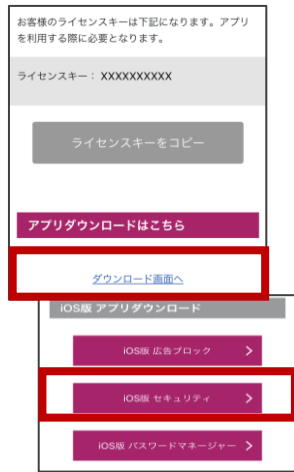 お客様のライセンスキーは下記になります。アプリ
を利用する際に必要となります。
ライセンスキー： XXXXXXXXXX
ライセンスキーをコピー
アプリダウンロードはこちら
ダウンロード画面へ
iOS版 アプリダウンロード
iOS版 広告ブロック
iOS版 セキュリティ
iOS版 パスワードマネージャー